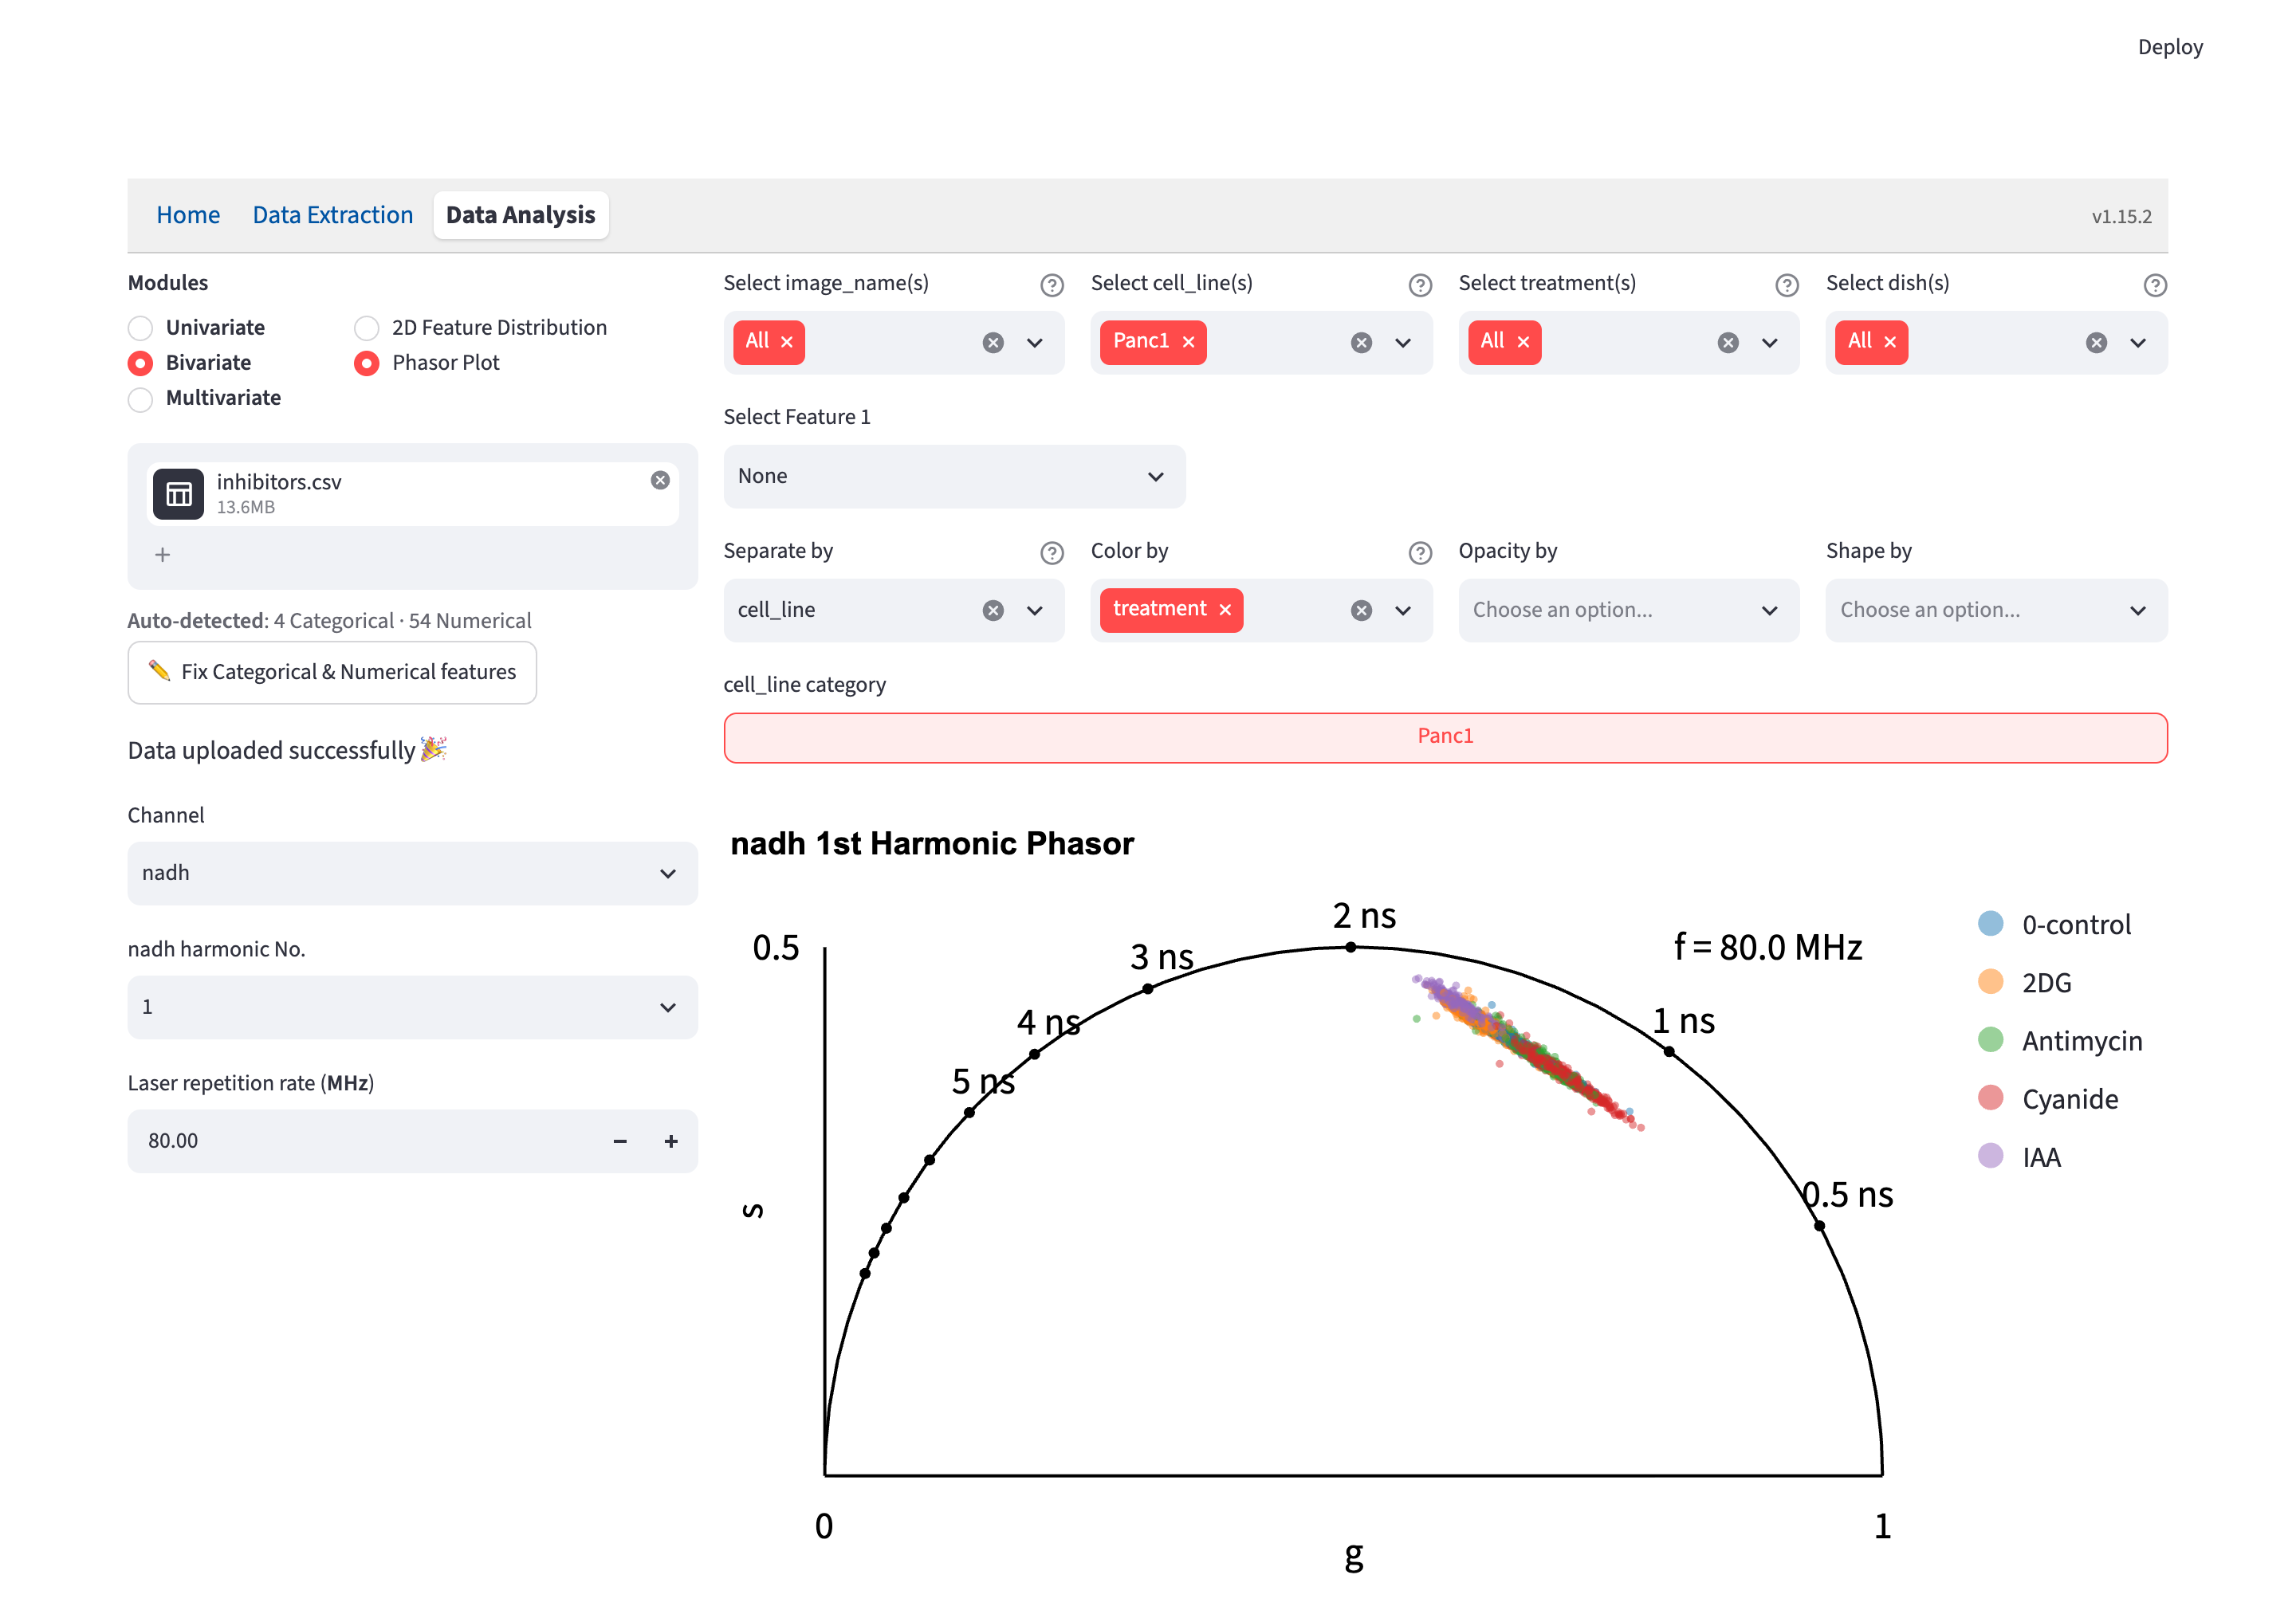 Deploy
Home Data Extraction Data Analysis v1.15.2
Modules
Univariate
Bivariate
Multivariate
2D Feature Distribution
Phasor Plot
inhibitors.csv
13.6MB
+
Auto-detected: 4 Categorical · 54 Numerical
✏️ Fix Categorical & Numerical features
Data uploaded successfully 🎉
Channel
nadh
nadh harmonic No.
1
Laser repetition rate (MHz)
80.00
Select image_name(s)
All
Select cell_line(s)
Panc1
Select treatment(s)
All
Select dish(s)
All
Select Feature 1
None
Separate by
cell_line
Color by
treatment
Opacity by
Choose an option...
Shape by
Choose an option...
cell_line category
Panc1
nadh 1st Harmonic Phasor
0.5
s
5 ns
4 ns
3 ns
2 ns
1 ns
0.5 ns
f = 80.0 MHz
0
1
g
0-control
2DG
Antimycin
Cyanide
IAA